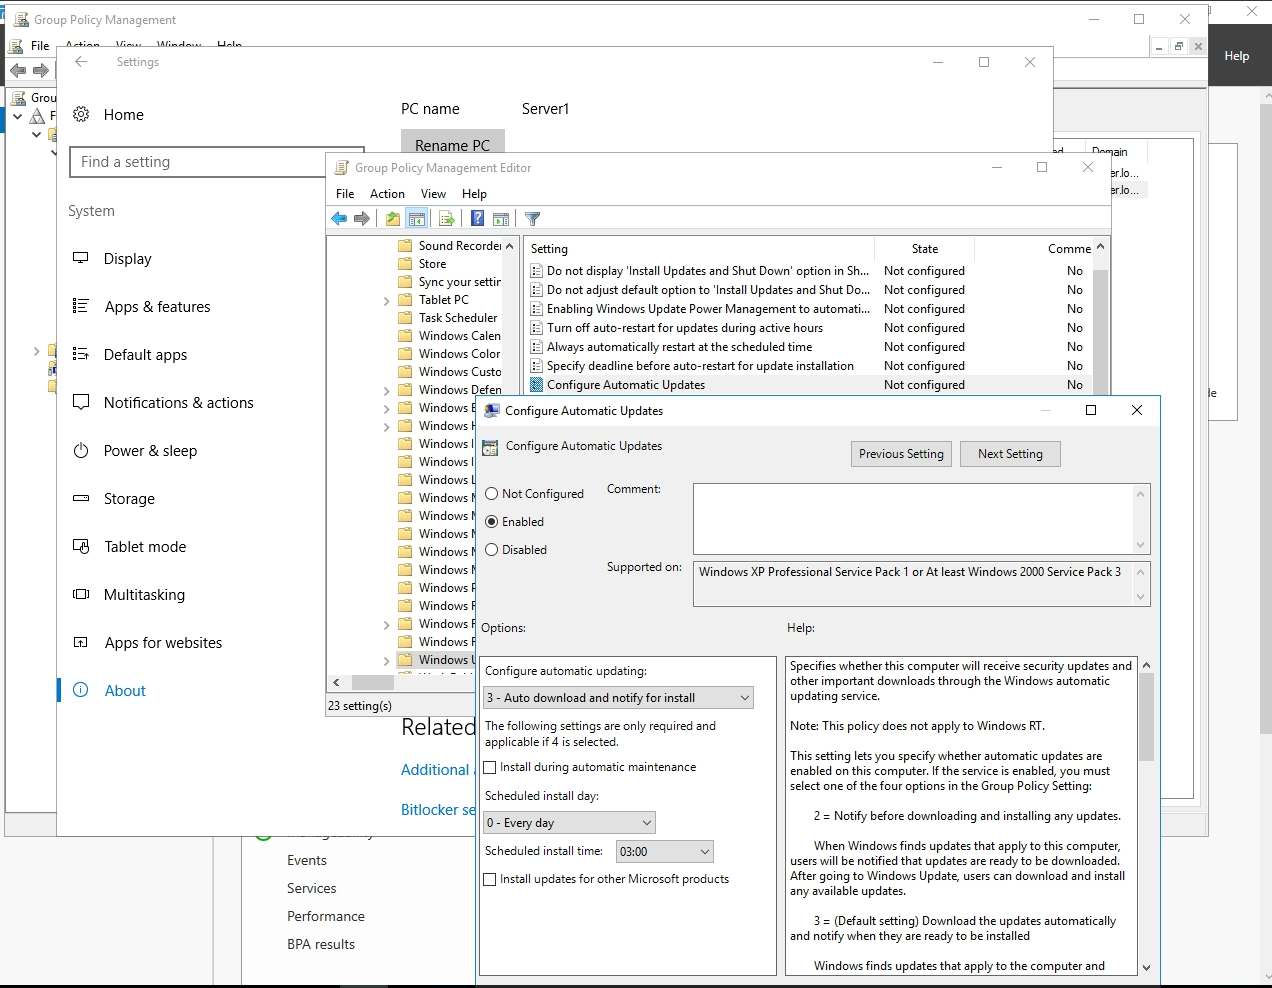 Group Policy Management
File Action View Window Help
Help
Settings
Grou
Home
Find a setting
System
Display
Apps & features
Default apps
Notifications & actions
Power & sleep
Storage
Tablet mode
Multitasking
Apps for websites
About
PC name Server1
Rename PC
Domain
er.lo...
er.lo...
Group Policy Management Editor
File Action View Help
Sound Recorder
Store
Sync your settin
Tablet PC
Task Scheduler
Windows Calen
Windows Color
Windows Custo
Windows Defen
Windows E
Windows H
Windows I
Windows I
Windows L
Windows M
Windows M
Windows M
Windows M
Windows M
Windows P
Windows F
Windows F
Windows F
Windows U
23 setting(s)
Setting State Comme
Do not display 'Install Updates and Shut Down' option in Sh... Not configured No
Do not adjust default option to 'Install Updates and Shut Do... Not configured No
Enabling Windows Update Power Management to automati... Not configured No
Turn off auto-restart for updates during active hours Not configured No
Always automatically restart at the scheduled time Not configured No
Specify deadline before auto-restart for update installation Not configured No
Configure Automatic Updates Not configured No
Configure Automatic Updates
Configure Automatic Updates
Previous Setting Next Setting
Not Configured
Enabled
Disabled
Comment:
Supported on:
Windows XP Professional Service Pack 1 or At least Windows 2000 Service Pack 3
Options:
Help:
Configure automatic updating:
3 - Auto download and notify for install
The following settings are only required and
applicable if 4 is selected.
Install during automatic maintenance
Scheduled install day:
0 - Every day
Scheduled install time: 03:00
Install updates for other Microsoft products
Specifies whether this computer will receive security updates and
other important downloads through the Windows automatic
updating service.
Note: This policy does not apply to Windows RT.
This setting lets you specify whether automatic updates are
enabled on this computer. If the service is enabled, you must
select one of the four options in the Group Policy Setting:
2 = Notify before downloading and installing any updates.
When Windows finds updates that apply to this computer,
users will be notified that updates are ready to be downloaded.
After going to Windows Update, users can download and install
any available updates.
3 = (Default setting) Download the updates automatically
and notify when they are ready to be installed
Windows finds updates that apply to the computer and
Related
Additional
Bitlocker se
Events
Services
Performance
BPA results